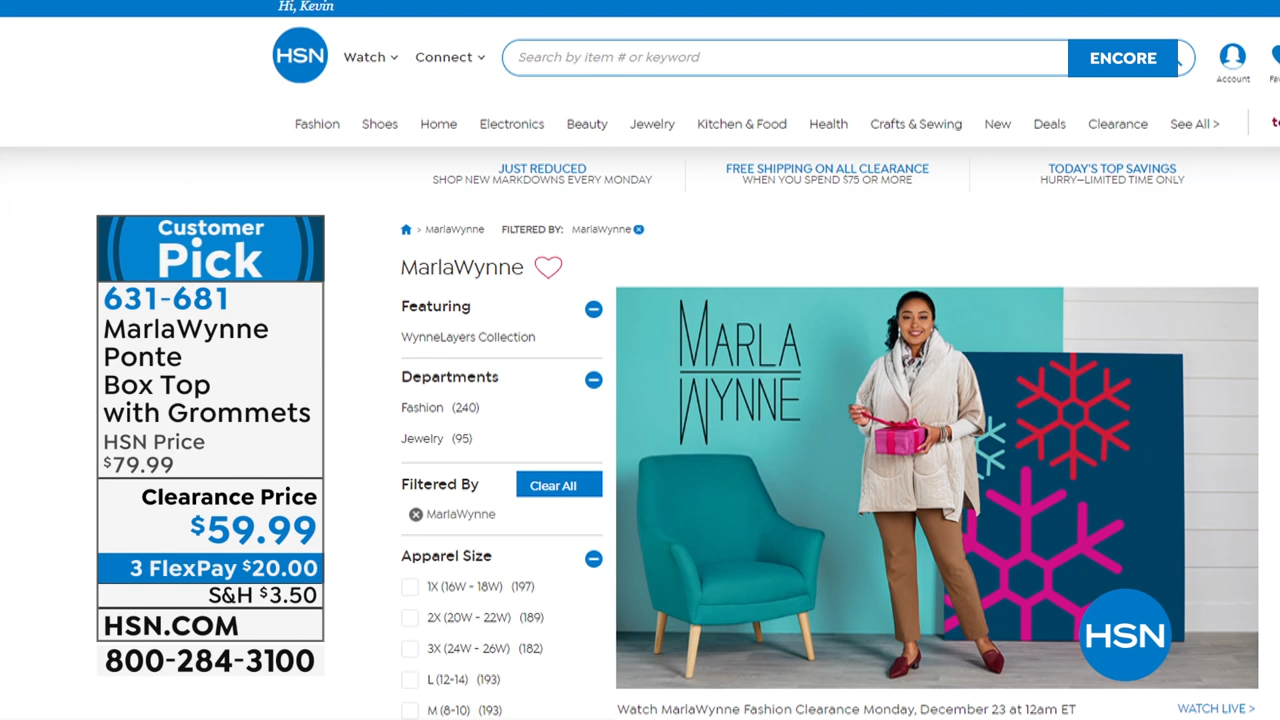 Hi, Kevin
HSN
Watch
Connect
Search by item # or keyword
ENCORE
Account
Fashion
Shoes
Home
Electronics
Beauty
Jewelry
Kitchen & Food
Health
Crafts & Sewing
New
Deals
Clearance
See All >
JUST REDUCED
SHOP NEW MARKDOWNS EVERY MONDAY
FREE SHIPPING ON ALL CLEARANCE
WHEN YOU SPEND $75 OR MORE
TODAY'S TOP SAVINGS
HURRY—LIMITED TIME ONLY
Customer
Pick
631-681
MarlaWynne
Ponte
Box Top
with Grommets
HSN Price
$79.99
Clearance Price
$59.99
3 FlexPay $20.00
S&H $3.50
HSN.COM
800-284-3100
> MarlaWynne
FILTERED BY: MarlaWynne
MarlaWynne
Featuring
WynneLayers Collection
Departments
Fashion (240)
Jewelry (95)
Filtered By
Clear All
MarlaWynne
Apparel Size
1X (16W - 18W) (197)
2X (20W - 22W) (189)
3X (24W - 26W) (182)
L (12-14) (193)
M (8-10) (193)
MARLA
WYNNE
HSN
Watch MarlaWynne Fashion Clearance Monday, December 23 at 12am ET
WATCH LIVE >